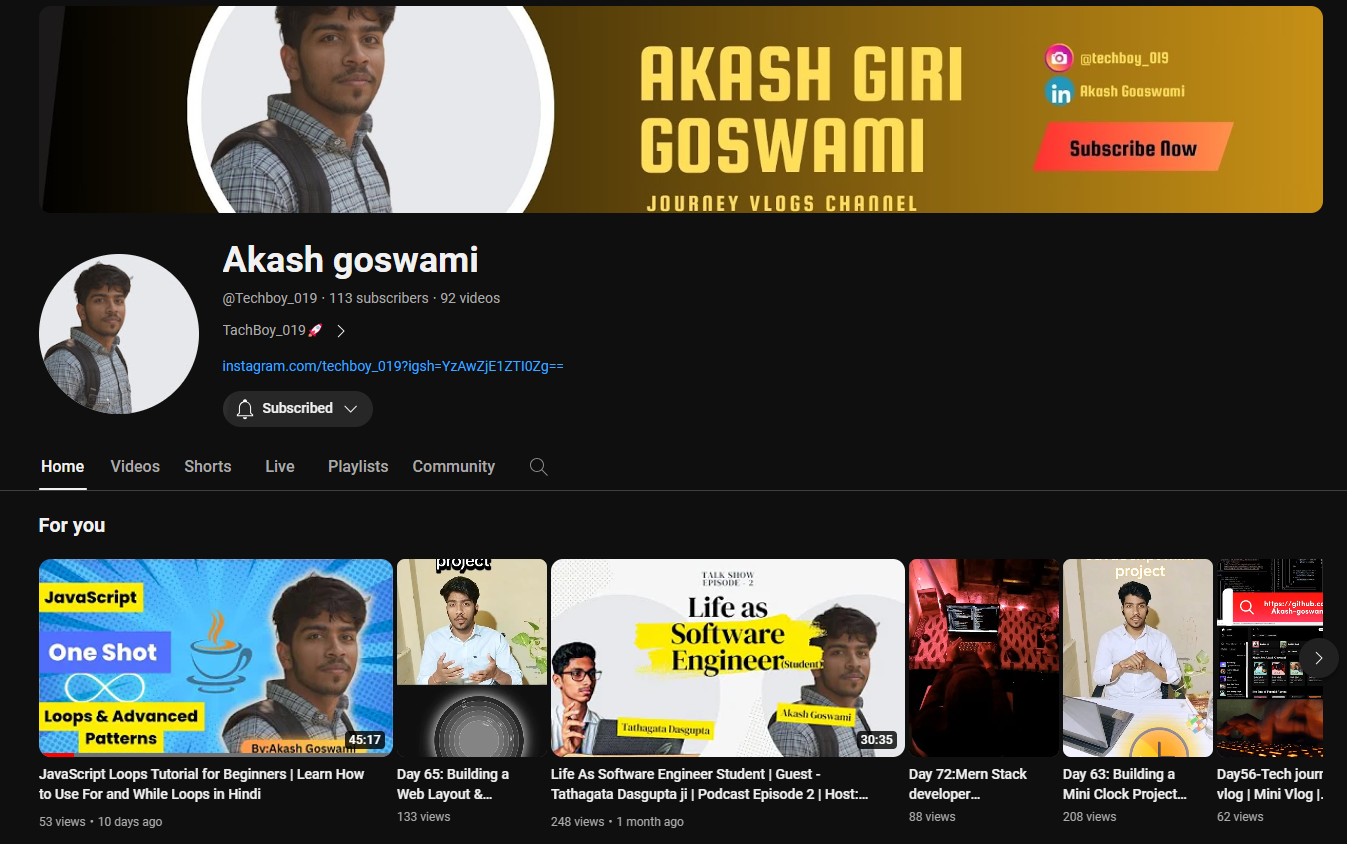 AKASH GIRI
GOSWAMI
JOURNEY VLOGS CHANNEL
@techboy_019
Akash Goaswami
Subscribe Now
Akash goswami
@Techboy_019 · 113 subscribers · 92 videos
TachBoy_019🚀
instagram.com/techboy_019?igsh=YzAwZjE1ZTI0Zg==
Subscribed
Home Videos Shorts Live Playlists Community
For you
JavaScript
One Shot
Loops & Advanced
Patterns
By:Akash Goswami
45:17
JavaScript Loops Tutorial for Beginners | Learn How
to Use For and While Loops in Hindi
53 views • 10 days ago
project
Day 65: Building a
Web Layout &...
133 views
TALK SHOW
EPISODE - 2
Life as
Software
Engineer(Student)
Tathagata Dasgupta
Akash Goswami
30:35
Life As Software Engineer Student | Guest -
Tathagata Dasgupta ji | Podcast Episode 2 | Host:...
248 views • 1 month ago
Day 72:Mern Stack
developer...
88 views
project
Day 63: Building a
Mini Clock Project...
208 views
https://github.c
Akash-goswa
Day56-Tech jour
vlog | Mini Vlog |.
62 views